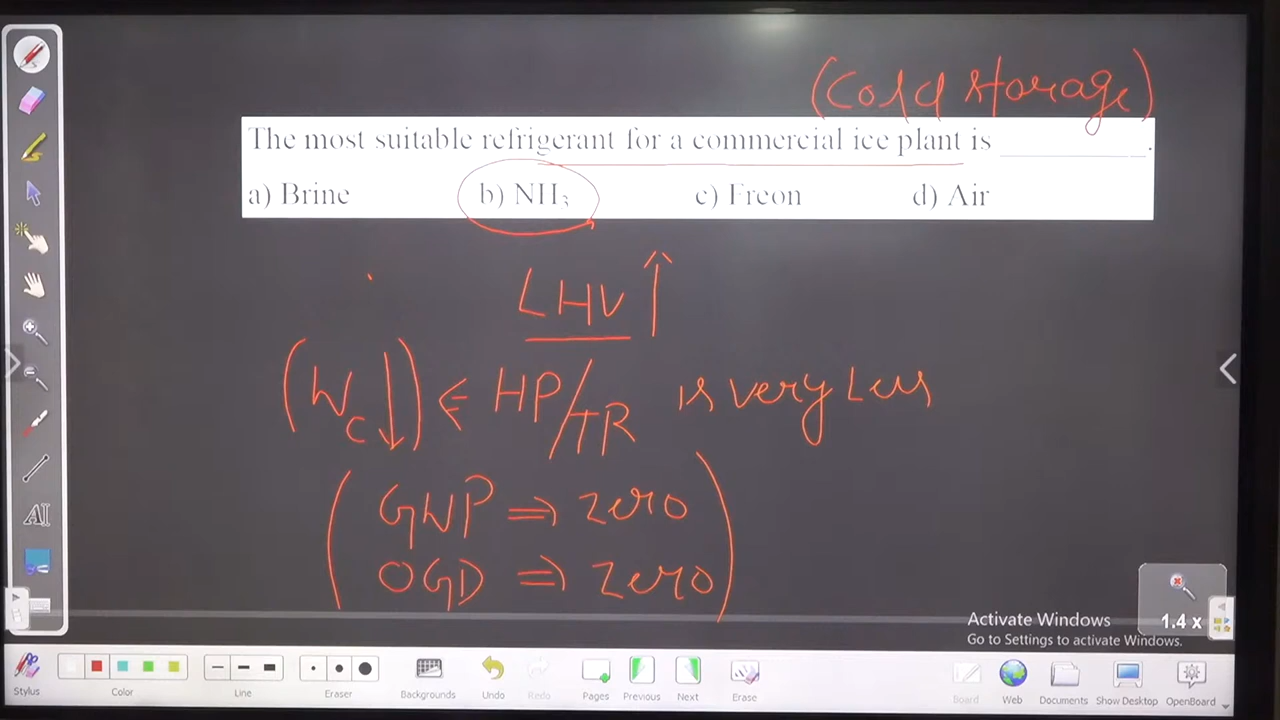 (Cold storage)
The most suitable refrigerant for a commercial ice plant is __________.
a) Brine b) NH₃ c) Freon d) Air
LHV ↑
(Wc↓) ⇐ HP/TR is very Less
GWP ⇒ zero
OGD ⇒ zero
1.4 x
Activate Windows
Go to Settings to activate Windows.
Stylus Color Line Eraser Backgrounds Undo Redo Pages Previous Next Erase Board Web Documents Show Desktop OpenBoard